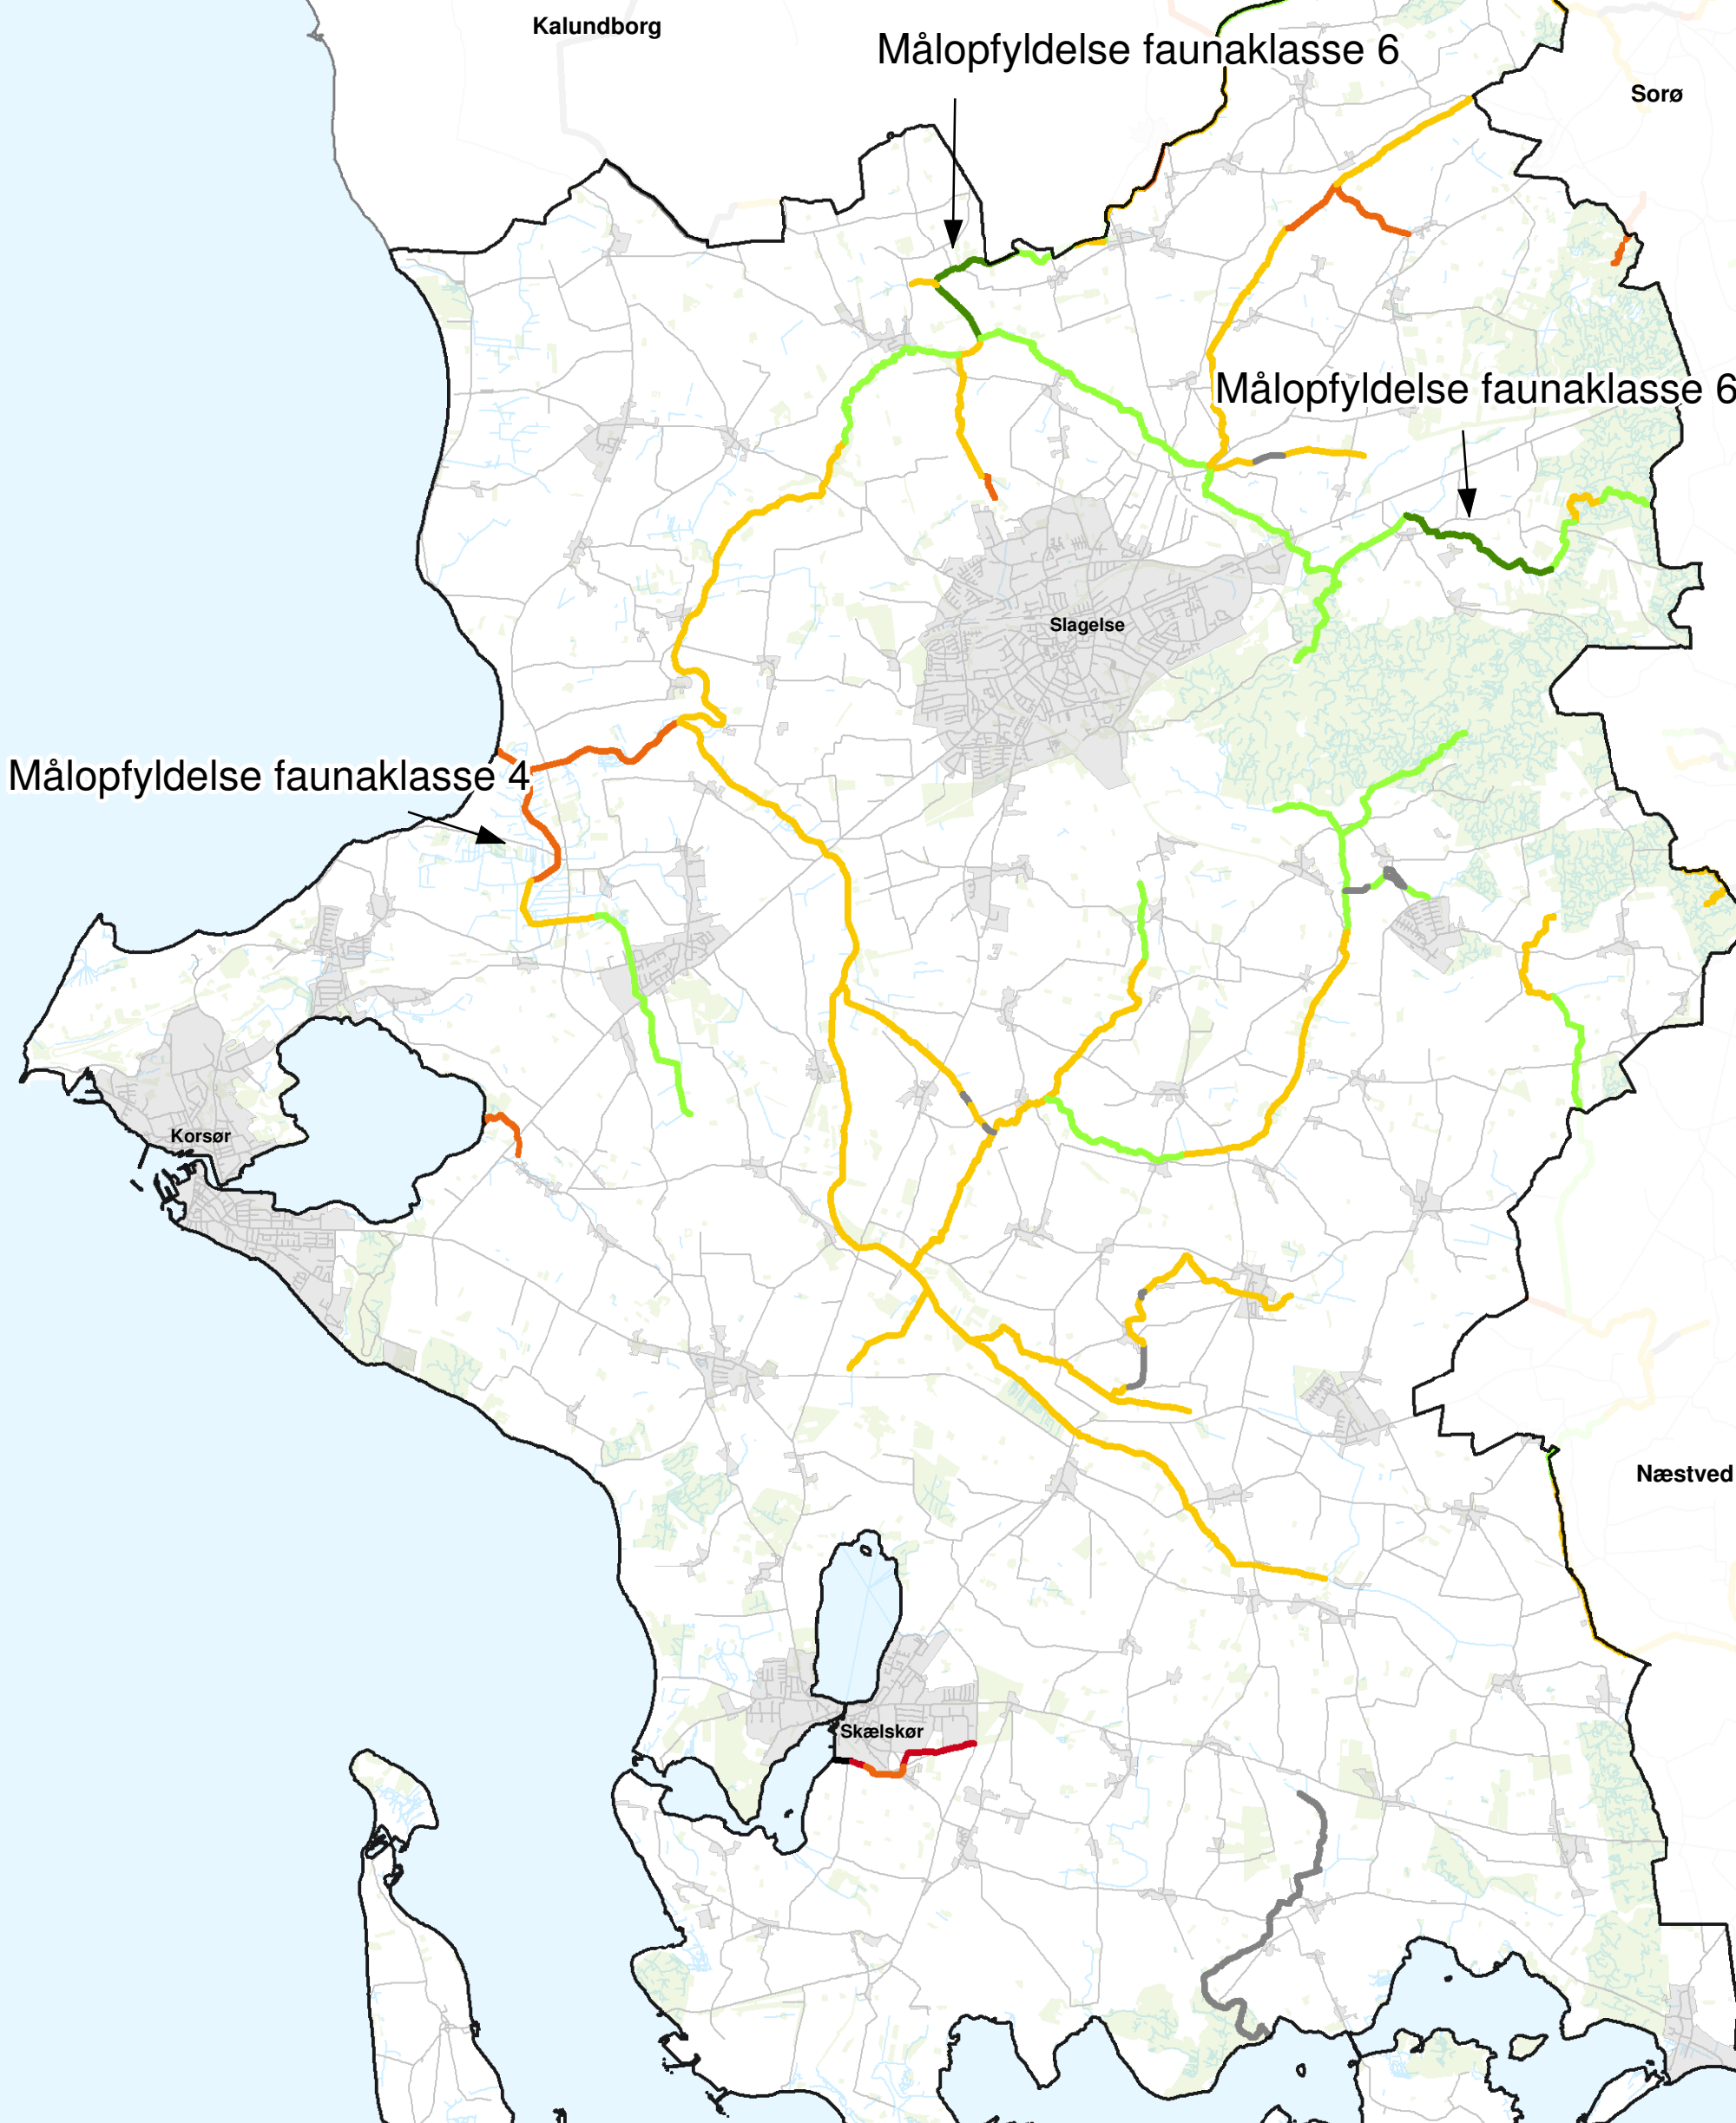 Kalundborg
Målopfyldelse faunaklasse 6
Sorø
Målopfyldelse faunaklasse 6
Slagelse
Målopfyldelse faunaklasse 4
Korsør
Næstved
Skælskør